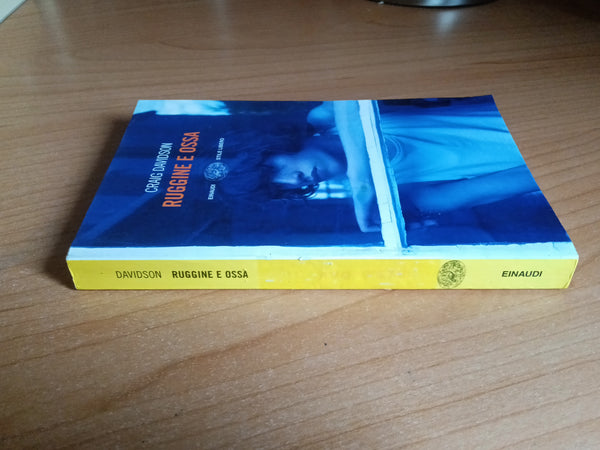 CRAIG DAVIDSON
RUGGINE E OSSA
EINAUDI
STILE LIBERO
DAVIDSON RUGGINE E OSSA
EINAUDI